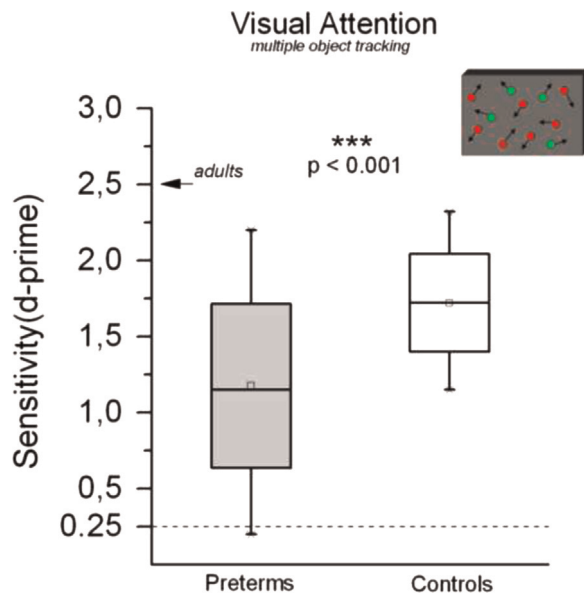 Visual Attention
multiple object tracking
3,0
***
p < 0.001
adults
2,5
2,0
1,5
1,0
0,5
0.25
Sensitivity(d-prime)
Preterms
Controls